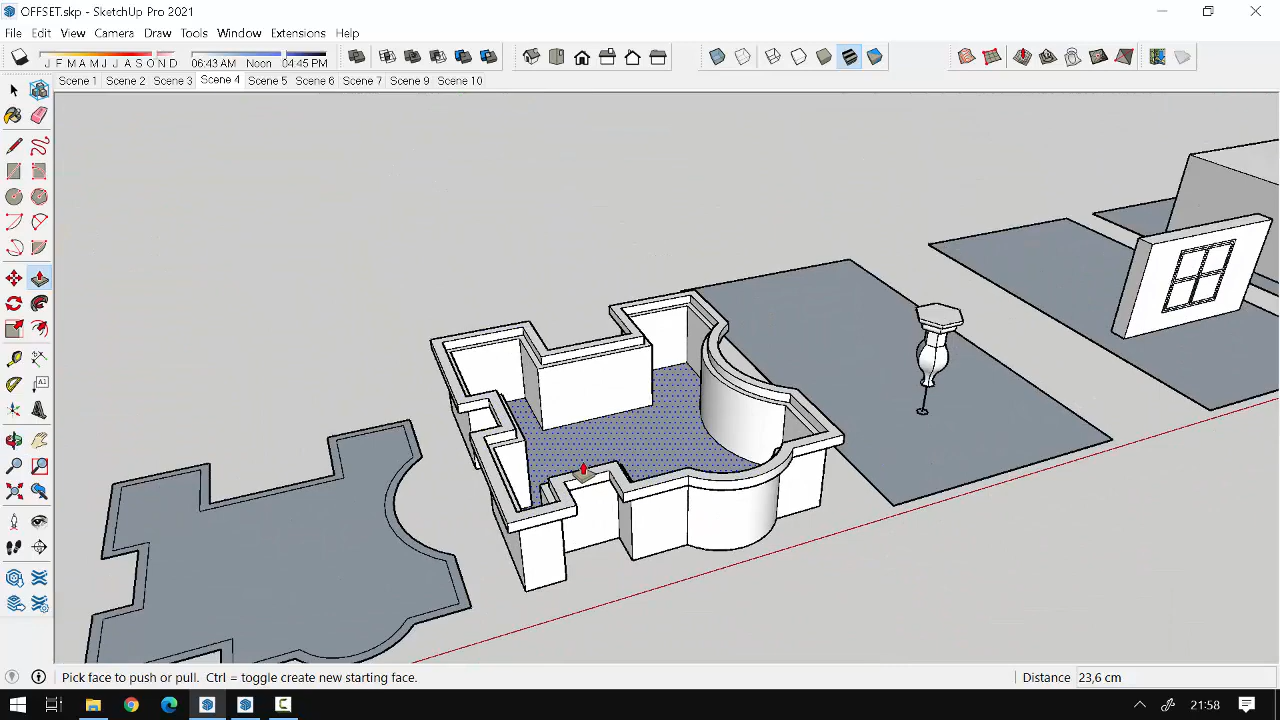 OFFSET.skp - SketchUp Pro 2021
File Edit View Camera Draw Tools Window Extensions Help
J F M A M J J A S O N D 06:43 AM Noon 04:45 PM
Scene 1 Scene 2 Scene 3 Scene 4 Scene 5 Scene 6 Scene 7 Scene 9 Scene 10
A1
Pick face to push or pull. Ctrl = toggle create new starting face. Distance 23,6 cm
21:58